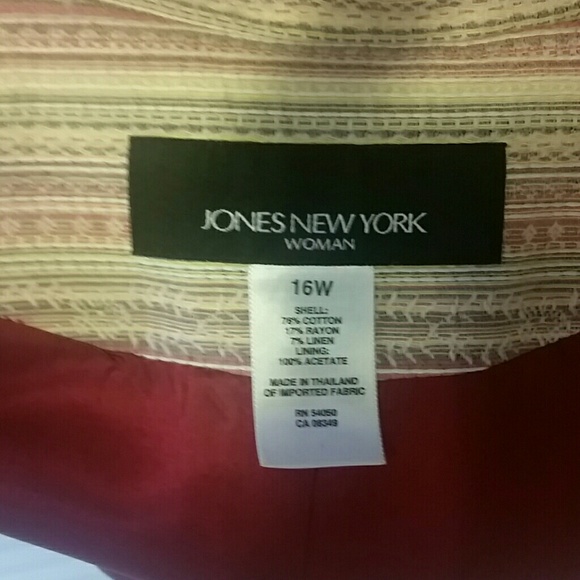 JONES NEW YORK
WOMAN
16W
SHELL:
76% COTTON
17% RAYON
7% LINEN
LINING:
100% ACETATE
MADE IN THAILAND
OF IMPORTED FABRIC
RN 54050
CA 08349